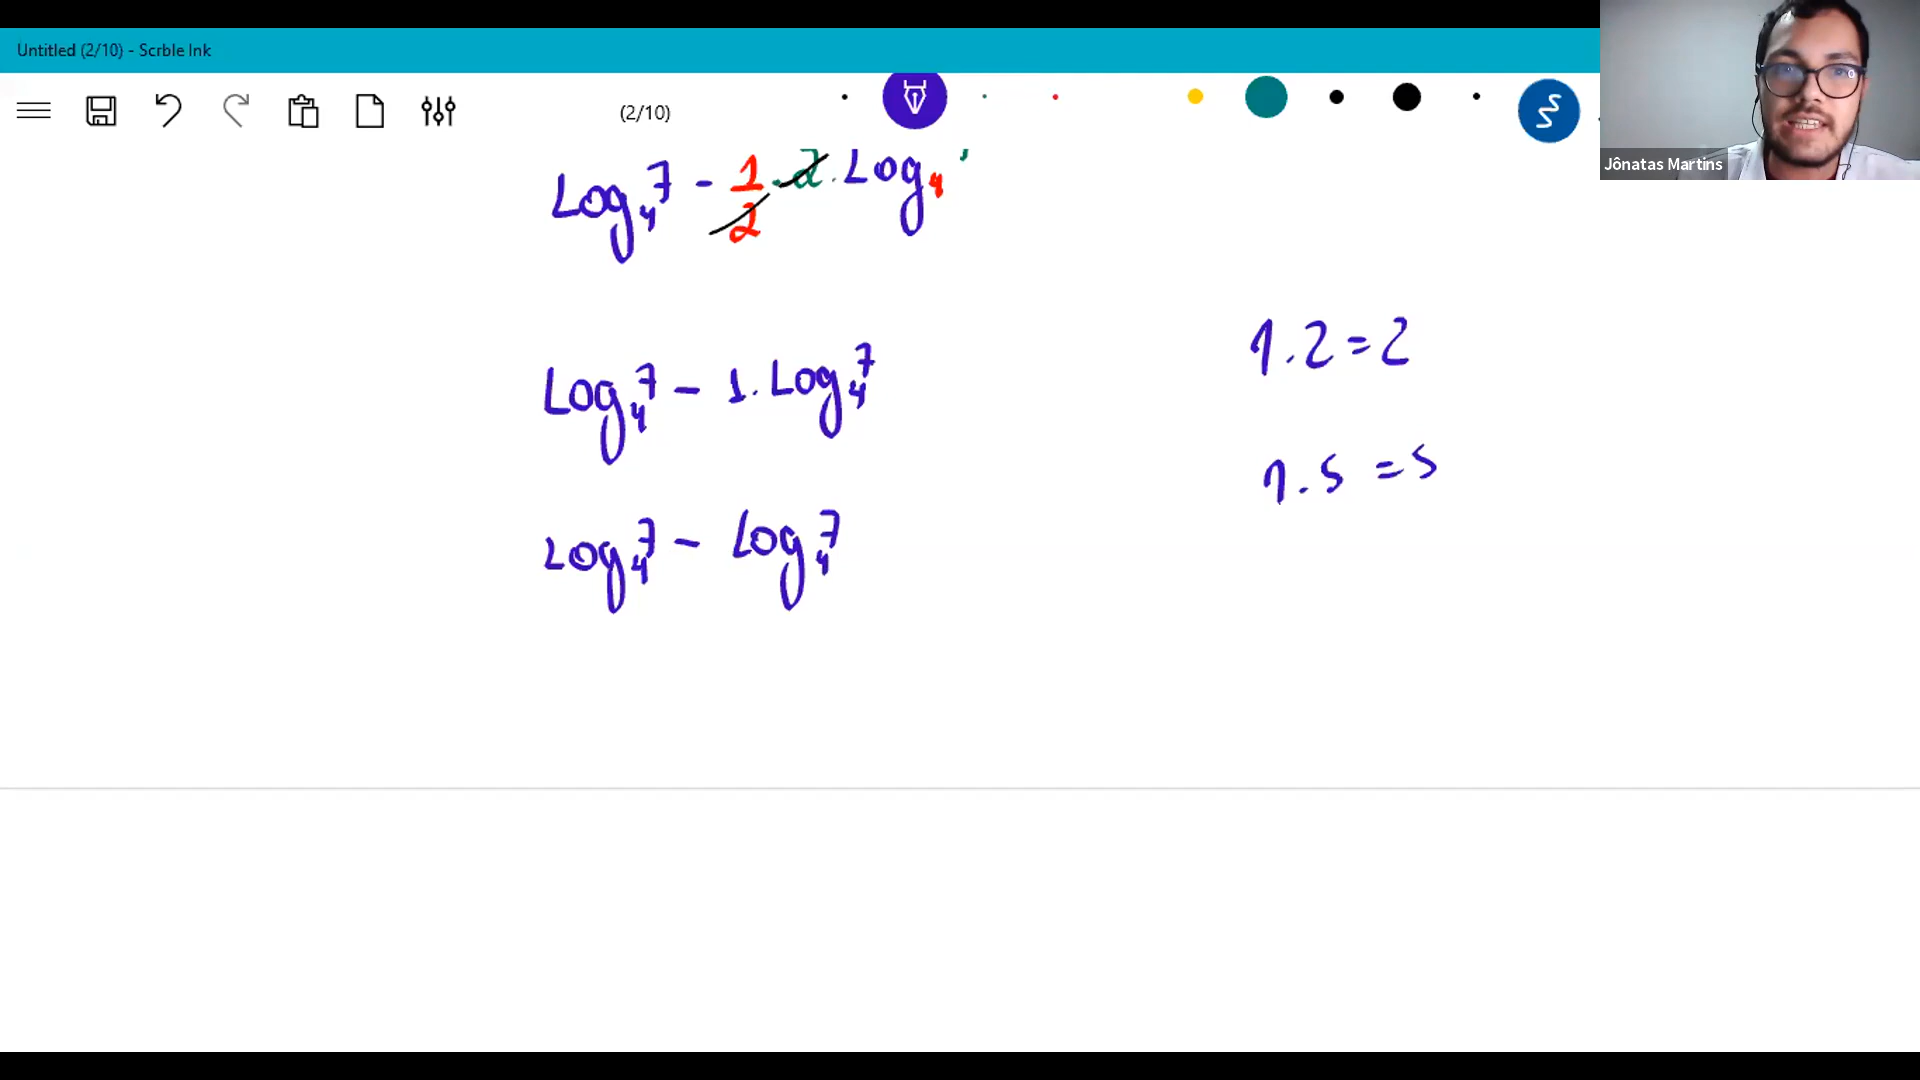 Untitled (2/10) - Scrble Ink
(2/10)
Jônatas Martins
Log₄7 - 1/2 . 2 . Log₄
Log₄7 - 1 . Log₄7
Log₄7 - Log₄7
1 . 2 = 2
1 . 5 = 5